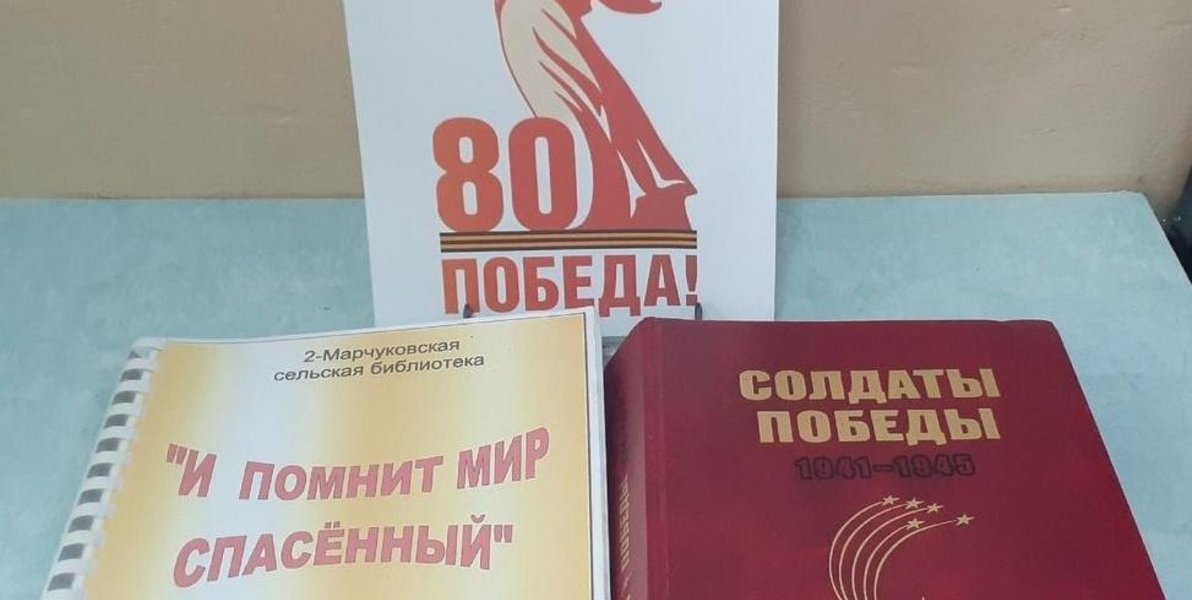 80
ПОБЕДА!
2-Марчуковская
сельская библиотека
"И ПОМНИТ МИР
СПАСЁННЫЙ"
СОЛДАТЫ
ПОБЕДЫ
1941-1945